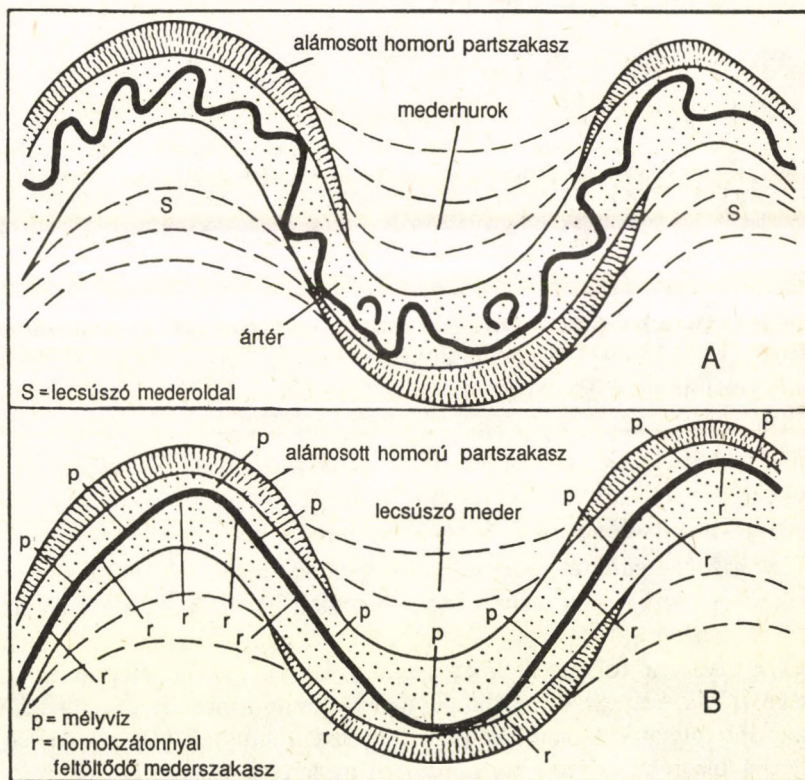 alámosott homorú partszakasz
mederhurok
S
S
ártér
A
S = lecsúszó mederoldal
p
p
p
p
alámosott homorú partszakasz
p
r
p
lecsúszó meder
p
p
r
r
r
r
p
p
p
r
r
r
B
p = mélyvíz
r = homokzátonnyal
feltöltődő mederszakasz
r
r